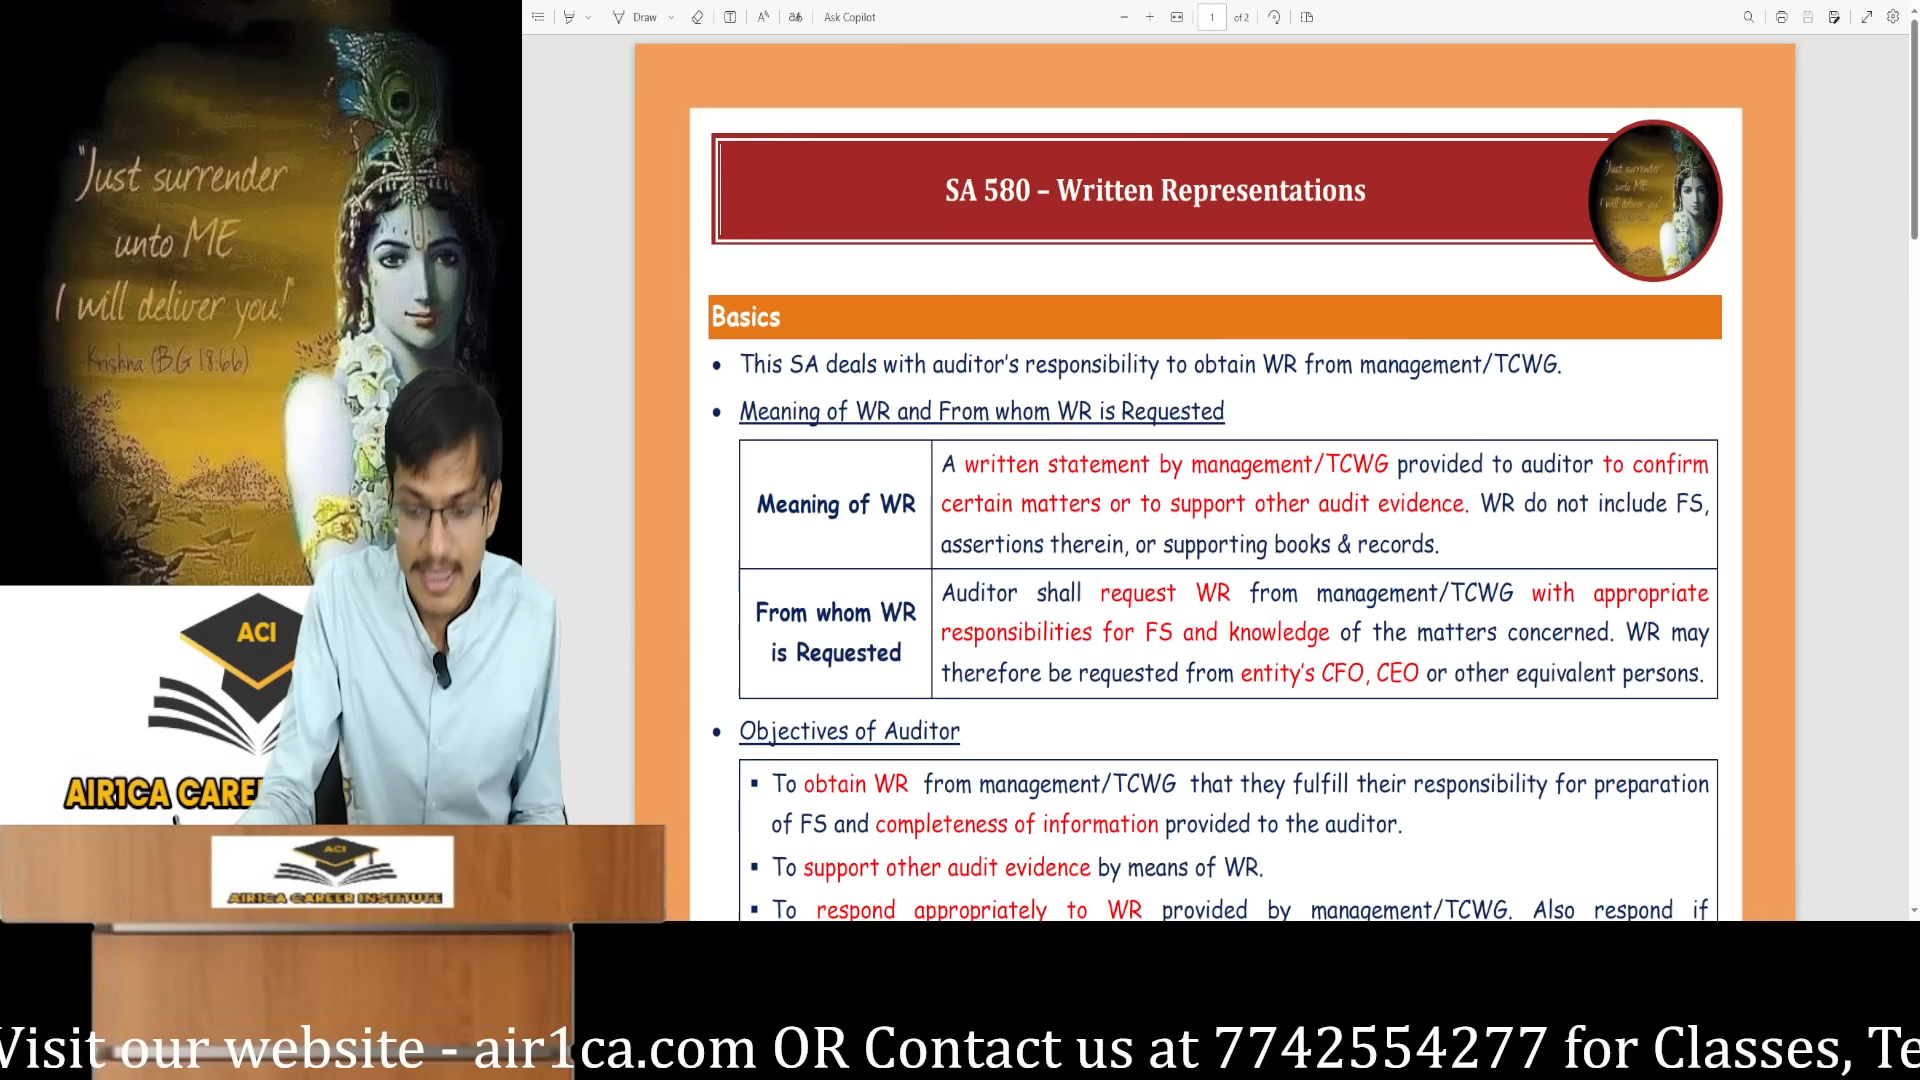 Draw
Ask Copilot
1 of 2
"Just surrender
unto ME
I will deliver you!"
Krishna (B.G 18:66)
SA 580 – Written Representations
Basics
• This SA deals with auditor's responsibility to obtain WR from management/TCWG.
• Meaning of WR and From whom WR is Requested
Meaning of WR
A written statement by management/TCWG provided to auditor to confirm
certain matters or to support other audit evidence. WR do not include FS,
assertions therein, or supporting books & records.
From whom WR
is Requested
Auditor shall request WR from management/TCWG with appropriate
responsibilities for FS and knowledge of the matters concerned. WR may
therefore be requested from entity's CFO, CEO or other equivalent persons.
• Objectives of Auditor
▪ To obtain WR from management/TCWG that they fulfill their responsibility for preparation
of FS and completeness of information provided to the auditor.
▪ To support other audit evidence by means of WR.
▪ To respond appropriately to WR provided by management/TCWG. Also respond if
ACI
AIR1CA
ACI
AIR1CA CAREER INSTITUTE
Visit our website - air1ca.com OR Contact us at 7742554277 for Classes, Te